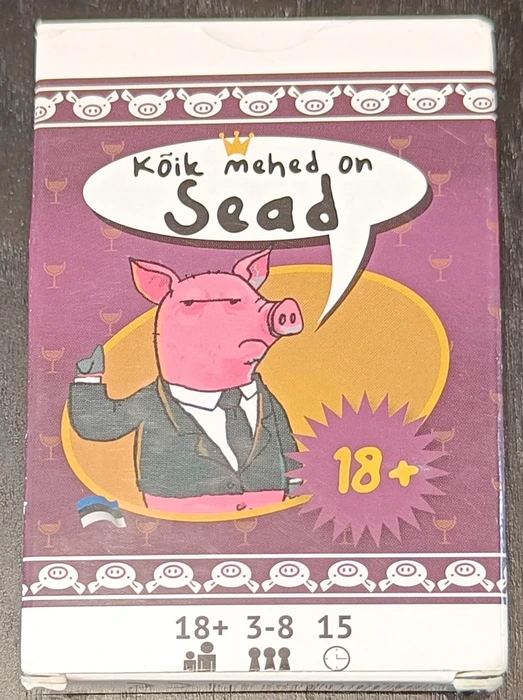 Kõik mehed on
Sead
18+
18+ 3-8 15